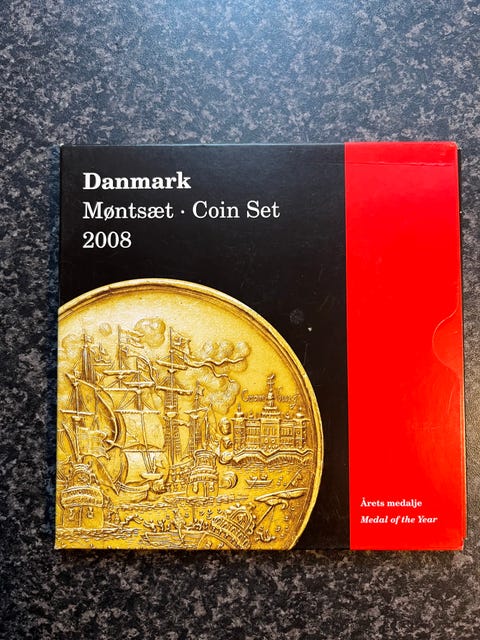 Danmark
Møntsæt · Coin Set
2008
Årets medalje
Medal of the Year